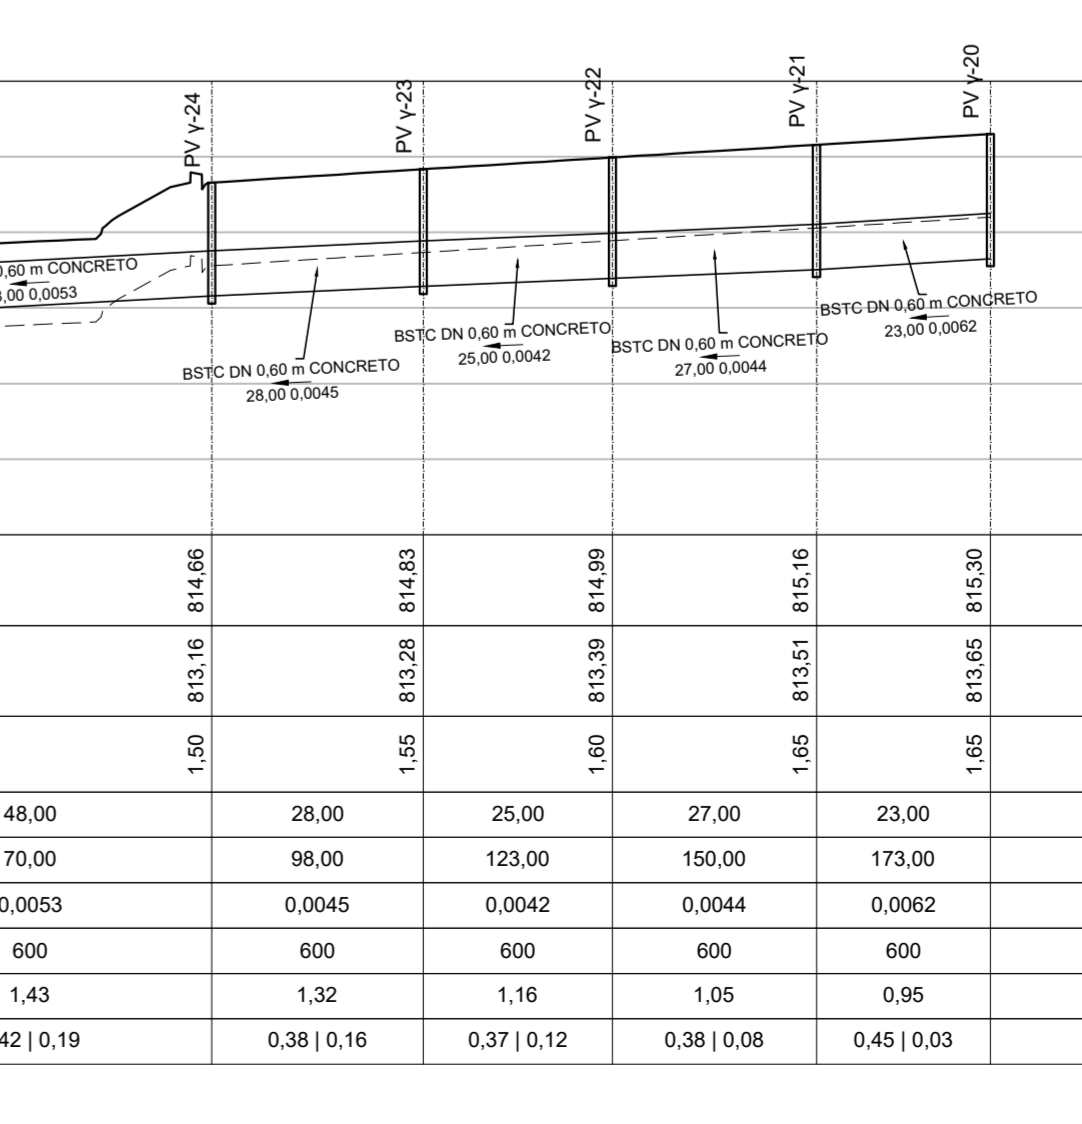 PV γ-24
PV γ-23
PV γ-22
PV γ-21
PV γ-20
0,60 m CONCRETO
,00 0,0053
BSTC DN 0,60 m CONCRETO
28,00 0,0045
BSTC DN 0,60 m CONCRETO
25,00 0,0042
BSTC DN 0,60 m CONCRETO
27,00 0,0044
BSTC DN 0,60 m CONCRETO
23,00 0,0062
814,66 814,83 814,99 815,16 815,30
813,16 813,28 813,39 813,51 813,65
1,50 1,55 1,60 1,65 1,65
48,00 28,00 25,00 27,00 23,00
70,00 98,00 123,00 150,00 173,00
0,0053 0,0045 0,0042 0,0044 0,0062
600 600 600 600 600
1,43 1,32 1,16 1,05 0,95
42 | 0,19 0,38 | 0,16 0,37 | 0,12 0,38 | 0,08 0,45 | 0,03